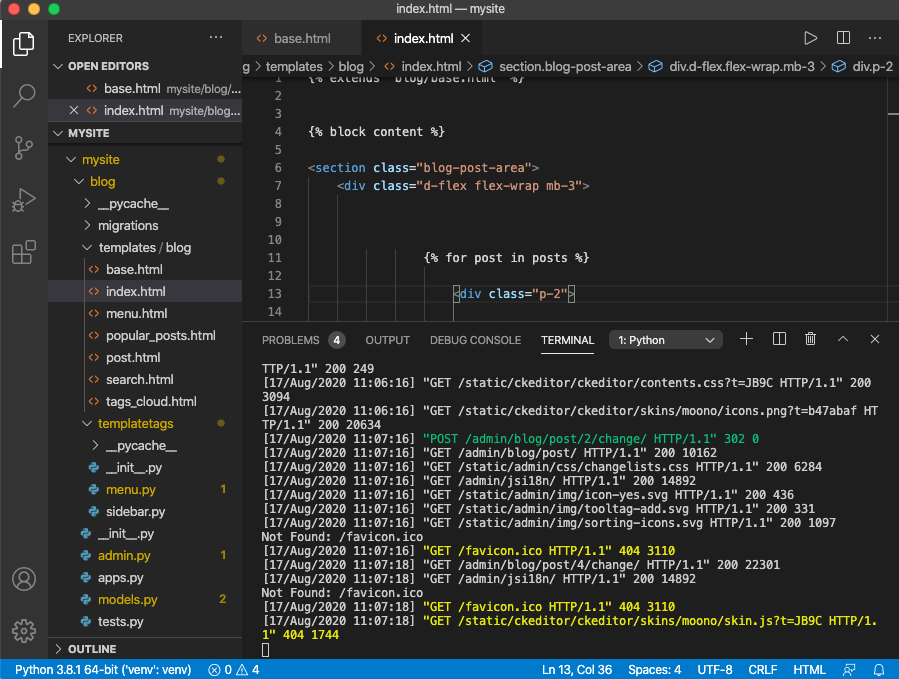 index.html — mysite
EXPLORER
OPEN EDITORS
base.html mysite/blog/...
index.html mysite/blog...
MYSITE
mysite
blog
__pycache__
migrations
templates / blog
base.html
index.html
menu.html
popular_posts.html
post.html
search.html
tags_cloud.html
templatetags
__pycache__
__init__.py
menu.py 1
sidebar.py
__init__.py
admin.py 1
apps.py
models.py 2
tests.py
OUTLINE
base.html
index.html
g > templates > blog > index.html > section.blog-post-area > div.d-flex.flex-wrap.mb-3 > div.p-2
1 {% extends "blog/base.html" %}
2
3
4 {% block content %}
5
6 <section class="blog-post-area">
7 <div class="d-flex flex-wrap mb-3">
8
9
10
11 {% for post in posts %}
12
13 <div class="p-2">
14
PROBLEMS 4 OUTPUT DEBUG CONSOLE TERMINAL 1: Python
TTP/1.1" 200 249
[17/Aug/2020 11:06:16] "GET /static/ckeditor/ckeditor/contents.css?t=JB9C HTTP/1.1" 200
3094
[17/Aug/2020 11:06:16] "GET /static/ckeditor/ckeditor/skins/moono/icons.png?t=b47abaf HT
TP/1.1" 200 20634
[17/Aug/2020 11:07:16] "POST /admin/blog/post/2/change/ HTTP/1.1" 302 0
[17/Aug/2020 11:07:16] "GET /admin/blog/post/ HTTP/1.1" 200 10162
[17/Aug/2020 11:07:16] "GET /static/admin/css/changelists.css HTTP/1.1" 200 6284
[17/Aug/2020 11:07:16] "GET /admin/jsi18n/ HTTP/1.1" 200 14892
[17/Aug/2020 11:07:16] "GET /static/admin/img/icon-yes.svg HTTP/1.1" 200 436
[17/Aug/2020 11:07:16] "GET /static/admin/img/tooltag-add.svg HTTP/1.1" 200 331
[17/Aug/2020 11:07:16] "GET /static/admin/img/sorting-icons.svg HTTP/1.1" 200 1097
Not Found: /favicon.ico
[17/Aug/2020 11:07:16] "GET /favicon.ico HTTP/1.1" 404 3110
[17/Aug/2020 11:07:18] "GET /admin/blog/post/4/change/ HTTP/1.1" 200 22301
[17/Aug/2020 11:07:18] "GET /admin/jsi18n/ HTTP/1.1" 200 14892
Not Found: /favicon.ico
[17/Aug/2020 11:07:18] "GET /favicon.ico HTTP/1.1" 404 3110
[17/Aug/2020 11:07:18] "GET /static/ckeditor/ckeditor/skins/moono/skin.js?t=JB9C HTTP/1.
1" 404 1744
Python 3.8.1 64-bit ('venv': venv) 0 4 Ln 13, Col 36 Spaces: 4 UTF-8 CRLF HTML